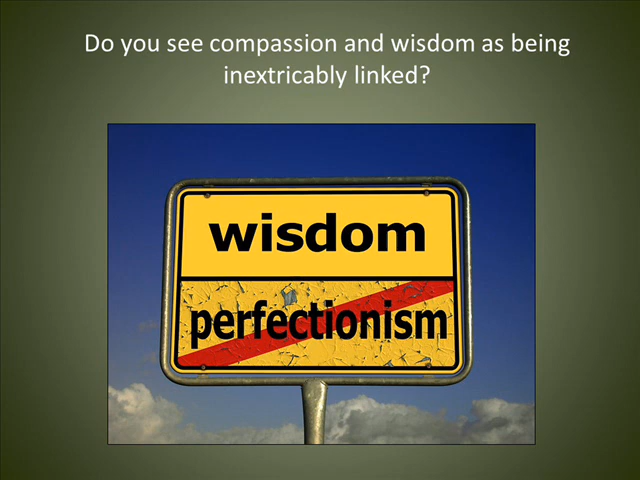 Do you see compassion and wisdom as being
inextricably linked?
wisdom
perfectionism